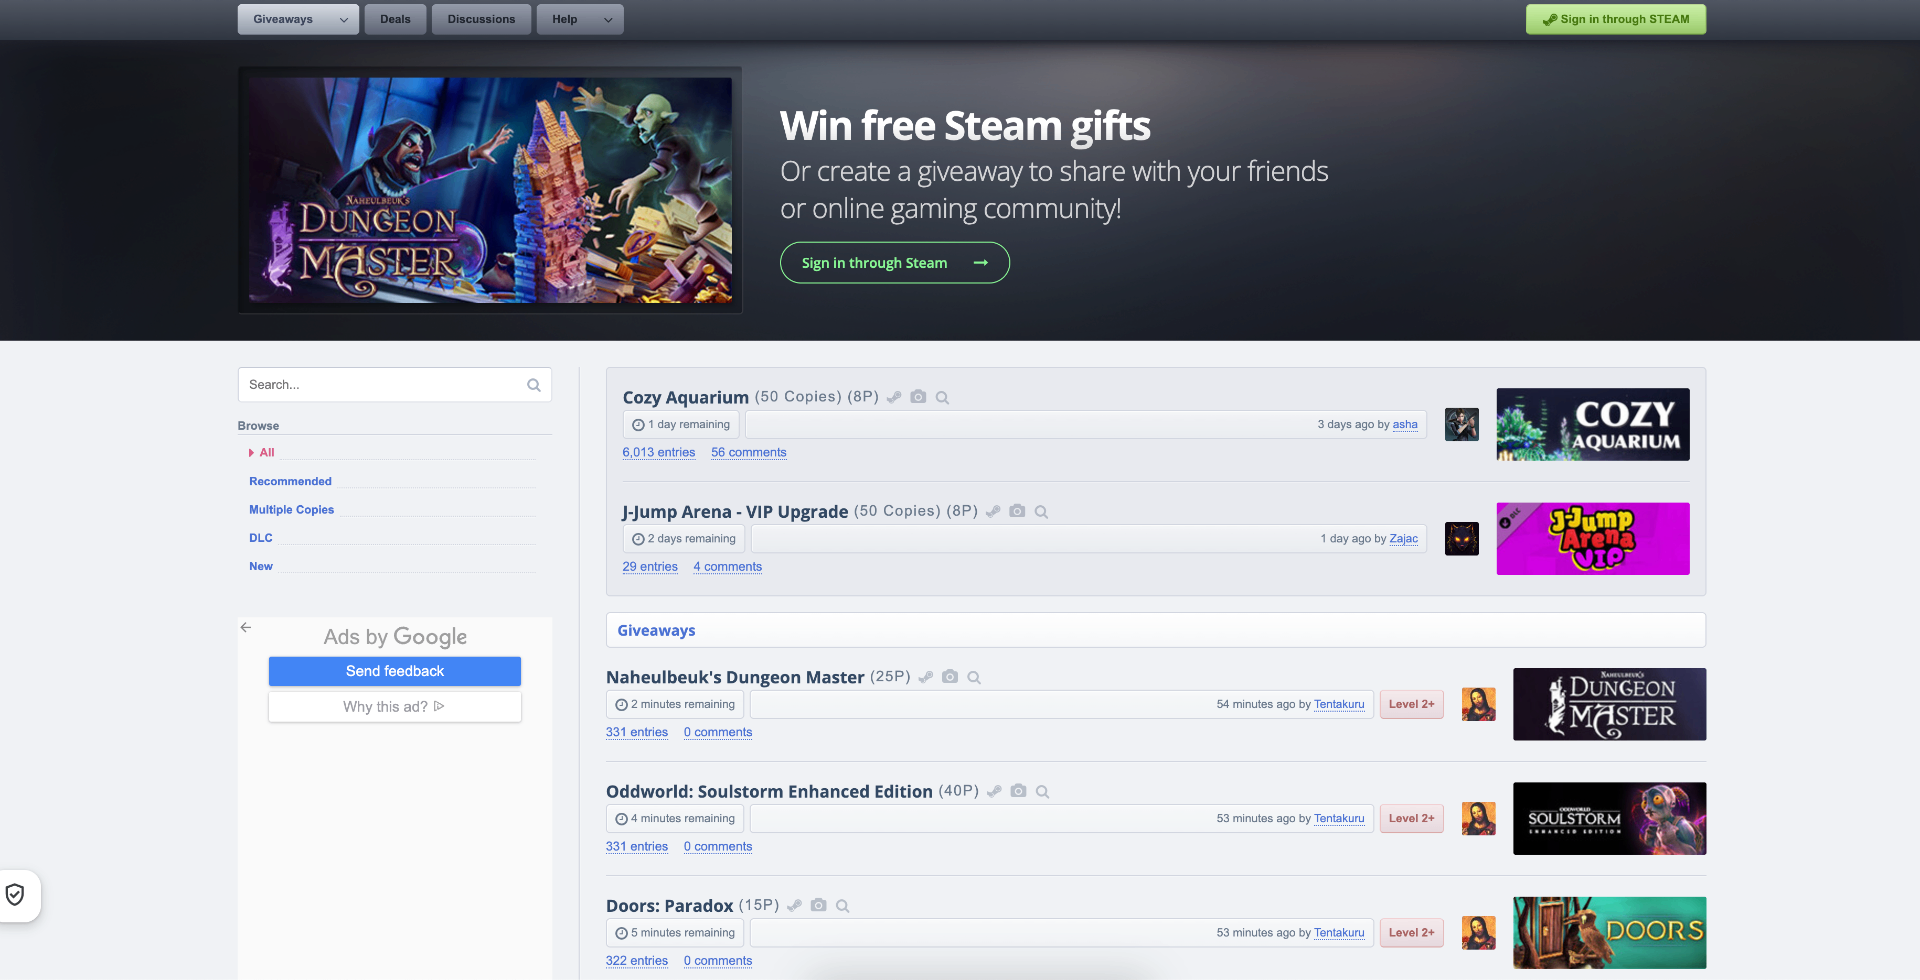 Giveaways
Deals
Discussions
Help
Sign in through STEAM
NAHEULBEUK'S
DUNGEON
MASTER
Win free Steam gifts
Or create a giveaway to share with your friends
or online gaming community!
Sign in through Steam
Search...
Browse
All
Recommended
Multiple Copies
DLC
New
Ads by Google
Send feedback
Why this ad?
Cozy Aquarium (50 Copies) (8P)
1 day remaining
3 days ago by asha
6,013 entries 56 comments
COZY
AQUARIUM
J-Jump Arena - VIP Upgrade (50 Copies) (8P)
2 days remaining
1 day ago by Zajac
29 entries 4 comments
DLC
J-Jump
Arena
VIP
Giveaways
Naheulbeuk's Dungeon Master (25P)
2 minutes remaining
54 minutes ago by Tentakuru
Level 2+
331 entries 0 comments
NAHEULBEUK'S
DUNGEON
MASTER
Oddworld: Soulstorm Enhanced Edition (40P)
4 minutes remaining
53 minutes ago by Tentakuru
Level 2+
331 entries 0 comments
ODDWORLD
SOULSTORM
ENHANCED EDITION
Doors: Paradox (15P)
5 minutes remaining
53 minutes ago by Tentakuru
Level 2+
322 entries 0 comments
DOORS